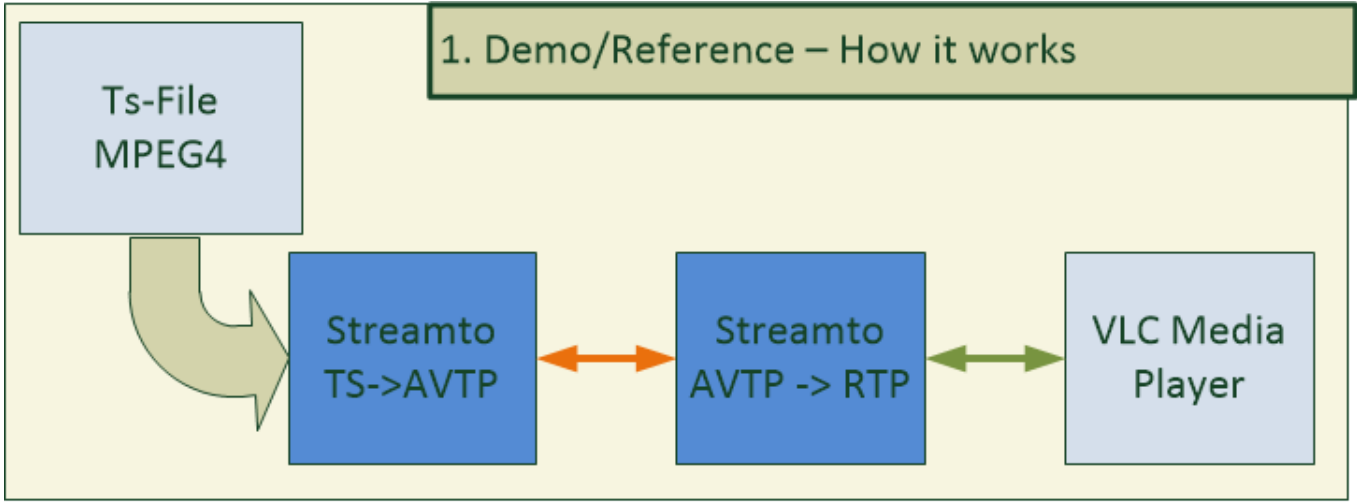 1. Demo/Reference – How it works
Ts-File
MPEG4
Streamto
TS->AVTP
Streamto
AVTP -> RTP
VLC Media
Player